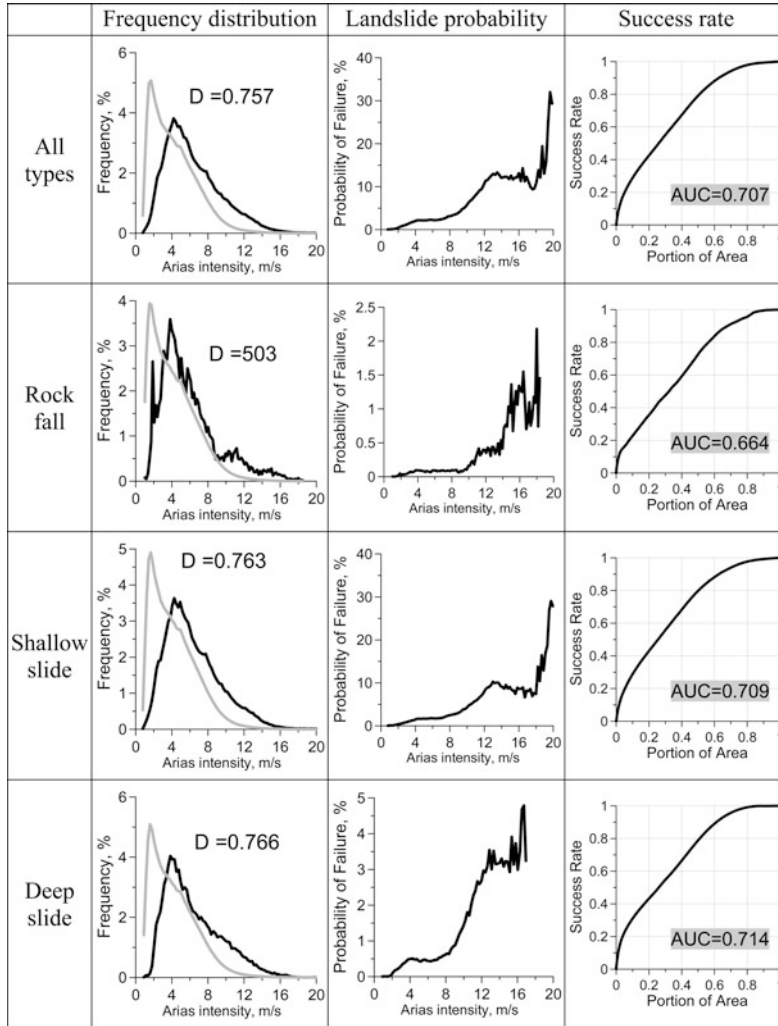 Frequency distribution
Landslide probability
Success rate
All
types
Frequency, %
6
4
2
0
D =0.757
0 4 8 12 16 20
Arias intensity, m/s
Probability of Failure, %
40
30
20
10
0
0 4 8 12 16 20
Arias intensity, m/s
Success Rate
1
0.8
0.6
0.4
0.2
0
AUC=0.707
0 0.2 0.4 0.6 0.8 1
Portion of Area
Rock
fall
Frequency, %
4
3
2
1
0
D =503
0 4 8 12 16 20
Arias intensity, m/s
Probability of Failure, %
2.5
2
1.5
1
0.5
0
0 4 8 12 16 20
Arias intensity, m/s
Success Rate
1
0.8
0.6
0.4
0.2
0
AUC=0.664
0 0.2 0.4 0.6 0.8
Portion of Area
Shallow
slide
Frequency, %
5
4
3
2
1
0
D =0.763
0 4 8 12 16 20
Arias intensity, m/s
Probability of Failure, %
40
30
20
10
0
0 4 8 12 16 20
Arias intensity, m/s
Success Rate
1
0.8
0.6
0.4
0.2
0
AUC=0.709
0 0.2 0.4 0.6 0.8
Portion of Area
Deep
slide
Frequency, %
6
4
2
0
D =0.766
0 4 8 12 16 20
Arias intensity, m/s
Probability of Failure, %
5
4
3
2
1
0
0 4 8 12 16 20
Arias intensity, m/s
Success Rate
1
0.8
0.6
0.4
0.2
0
AUC=0.714
0 0.2 0.4 0.6 0.8
Portion of Area